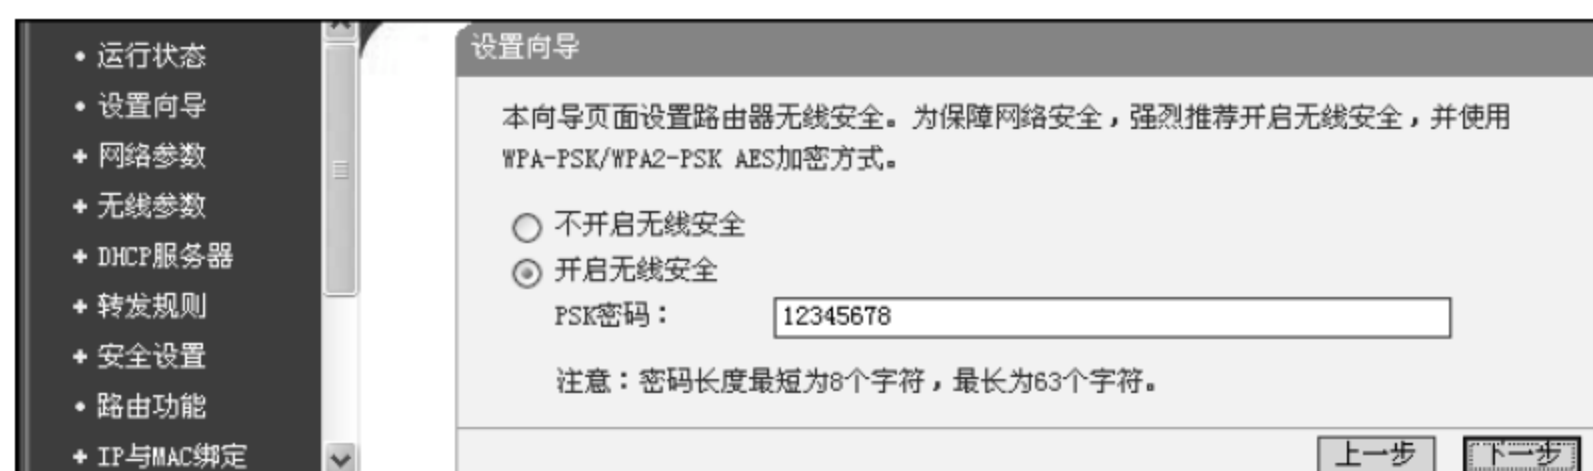 运行状态
设置向导
网络参数
无线参数
DHCP服务器
转发规则
安全设置
路由功能
IP与MAC绑定
设置向导
本向导页面设置路由器无线安全。为保障网络安全，强烈推荐开启无线安全，并使用
WPA-PSK/WPA2-PSK AES加密方式。
不开启无线安全
开启无线安全
PSK密码：
12345678
注意：密码长度最短为8个字符，最长为63个字符。
上一步
下一步